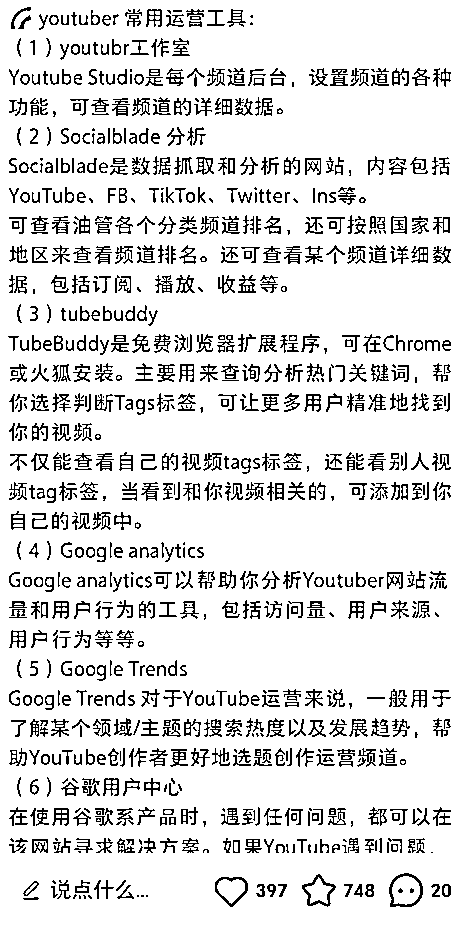 youtuber 常用运营工具：
（1）youtubr工作室
Youtube Studio是每个频道后台，设置频道的各种
功能，可查看频道的详细数据。
（2）Socialblade 分析
Socialblade是数据抓取和分析的网站，内容包括
YouTube、FB、TikTok、Twitter、Ins等。
可查看油管各个分类频道排名，还可按照国家和
地区来查看频道排名。还可查看某个频道详细数
据，包括订阅、播放、收益等。
（3）tubebuddy
TubeBuddy是免费浏览器扩展程序，可在Chrome
或火狐安装。主要用来查询分析热门关键词，帮
你选择判断Tags标签，可让更多用户精准地找到
你的视频。
不仅能查看自己的视频tags标签，还能看别人视
频tag标签，当看到和你视频相关的，可添加到你
自己的视频中。
（4）Google analytics
Google analytics可以帮助你分析Youtuber网站流
量和用户行为的工具，包括访问量、用户来源、
用户行为等等。
（5）Google Trends
Google Trends 对于YouTube运营来说，一般用于
了解某个领域/主题的搜索热度以及发展趋势，帮
助YouTube创作者更好地选题创作运营频道。
（6）谷歌用户中心
在使用谷歌系产品时，遇到任何问题，都可以在
该网站寻求解决方案。如果YouTube遇到问题，
说点什么... 397 748 20